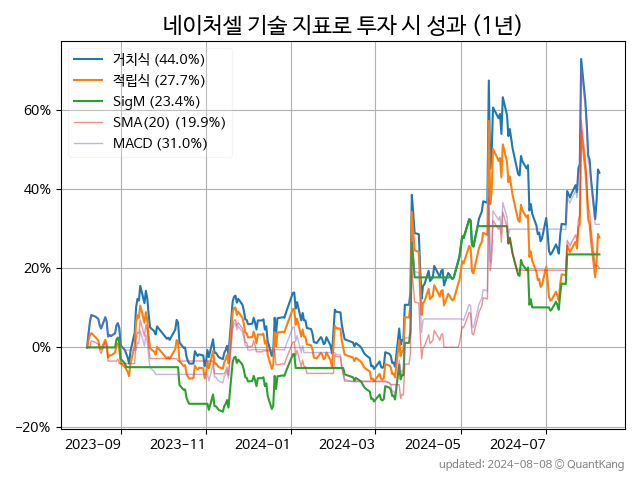 네이처셀 기술 지표로 투자 시 성과 (1년)
거치식 (44.0%)
적립식 (27.7%)
SigM (23.4%)
SMA(20) (19.9%)
MACD (31.0%)
60%
40%
20%
0%
−20%
2023-09 2023-11 2024-01 2024-03 2024-05 2024-07
updated: 2024-08-08 © QuantKang